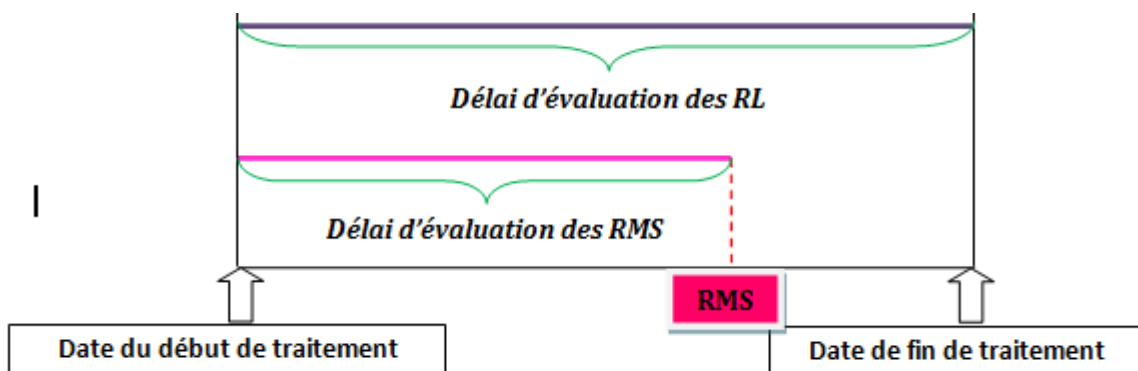 Délai d'évaluation des RL
Délai d'évaluation des RMS
RMS
Date du début de traitement
Date de fin de traitement